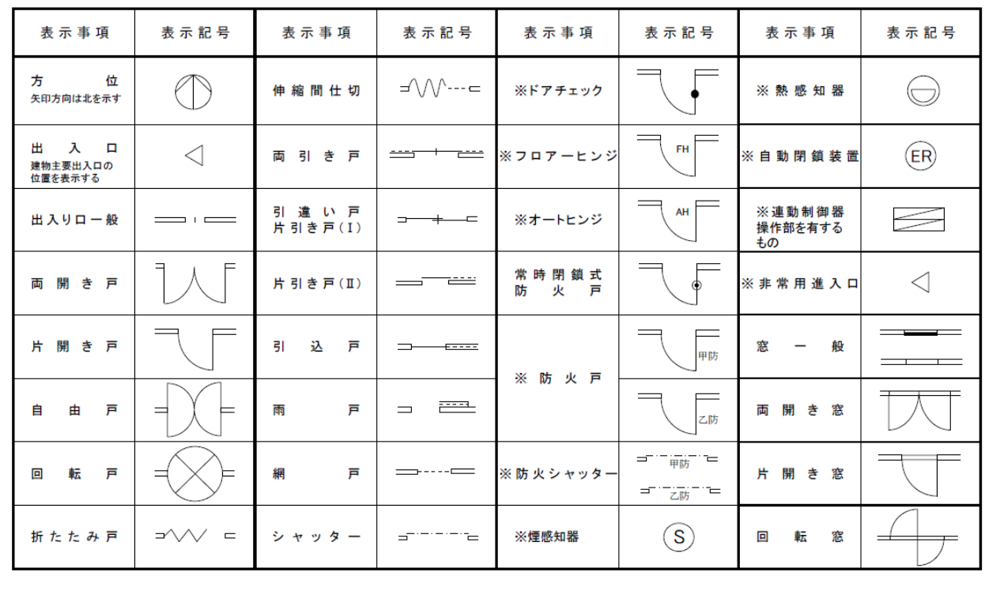 表示事項 表示記号 表示事項 表示記号 表示事項 表示記号 表示事項 表示記号
方位
矢印方向は北を示す
伸縮間仕切
※ドアチェック
※熱感知器
出入口
建物主要出入口の
位置を表示する
両引き戸
※フロアーヒンジ
FH
※自動閉鎖装置
ER
出入り口一般
引違い戸
片引き戸(Ⅰ)
※オートヒンジ
AH
※連動制御器
操作部を有する
もの
両開き戸
片引き戸(Ⅱ)
常時閉鎖式
防火戸
※非常用進入口
片開き戸
引込戸
※防火戸
甲防
窓一般
自由戸
雨戸
乙防
両開き窓
回転戸
網戸
※防火シャッター
甲防
乙防
片開き窓
折たたみ戸
シャッター
※煙感知器
S
回転窓